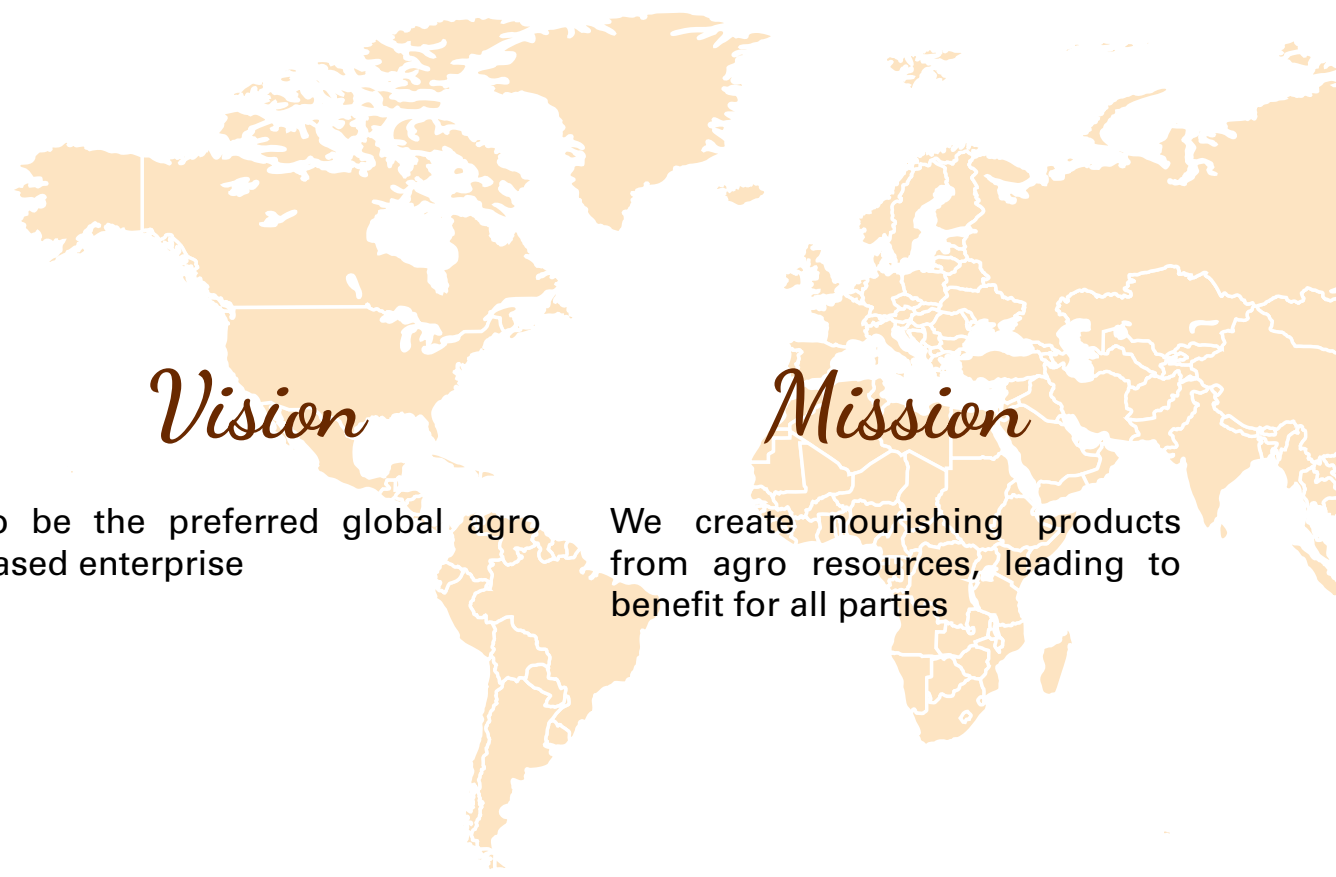 Vision
be the preferred global agro
enterprise
Mission
We create nourishing products
from agro resources, leading to
benefit for all parties